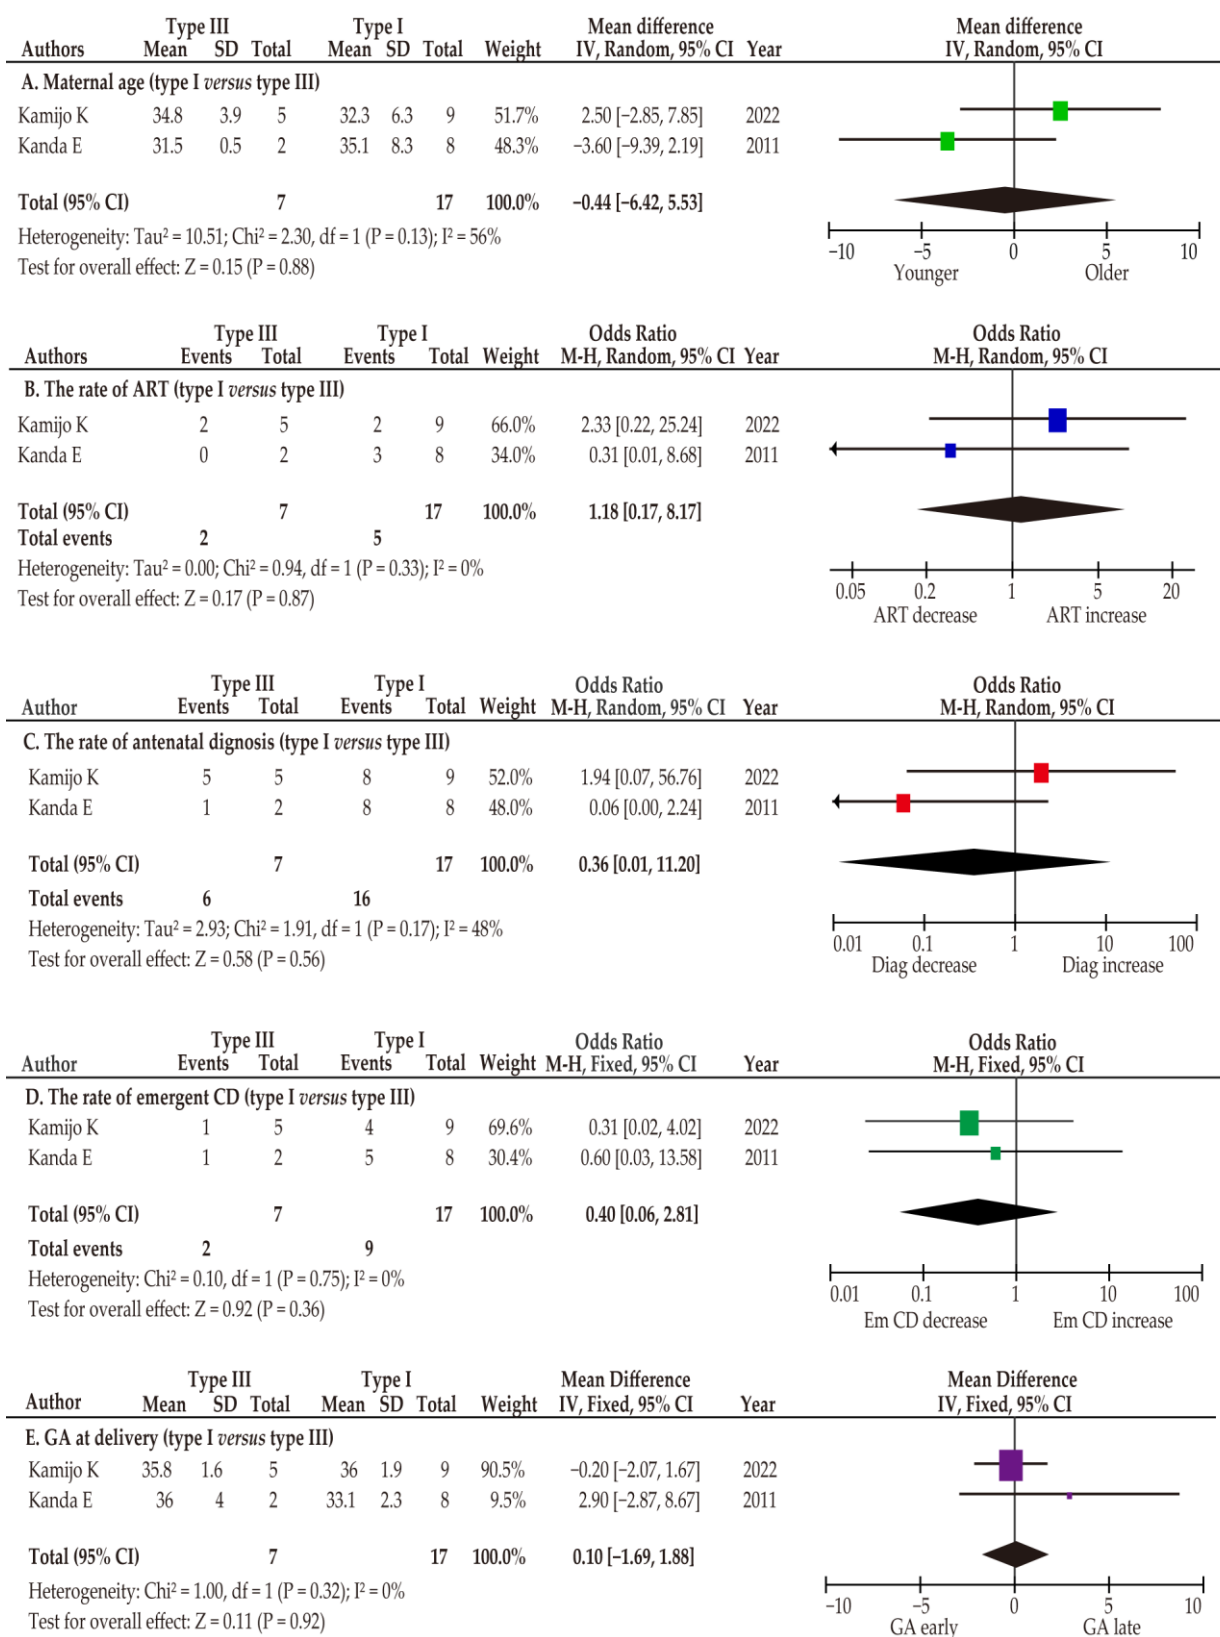 Type III Type I Mean difference Mean difference
Authors Mean SD Total Mean SD Total Weight IV, Random, 95% CI Year IV, Random, 95% CI
A. Maternal age (type I versus type III)
Kamijo K 34.8 3.9 5 32.3 6.3 9 51.7% 2.50 [−2.85, 7.85] 2022
Kanda E 31.5 0.5 2 35.1 8.3 8 48.3% −3.60 [−9.39, 2.19] 2011
Total (95% CI) 7 17 100.0% −0.44 [−6.42, 5.53]
Heterogeneity: Tau² = 10.51; Chi² = 2.30, df = 1 (P = 0.13); I² = 56%
Test for overall effect: Z = 0.15 (P = 0.88)
−10 −5 0 5 10
Younger Older
Type III Type I Odds Ratio Odds Ratio
Authors Events Total Events Total Weight M-H, Random, 95% CI Year M-H, Random, 95% CI
B. The rate of ART (type I versus type III)
Kamijo K 2 5 2 9 66.0% 2.33 [0.22, 25.24] 2022
Kanda E 0 2 3 8 34.0% 0.31 [0.01, 8.68] 2011
Total (95% CI) 7 17 100.0% 1.18 [0.17, 8.17]
Total events 2 5
Heterogeneity: Tau² = 0.00; Chi² = 0.94, df = 1 (P = 0.33); I² = 0%
Test for overall effect: Z = 0.17 (P = 0.87)
0.05 0.2 1 5 20
ART decrease ART increase
Type III Type I Odds Ratio Odds Ratio
Author Events Total Events Total Weight M-H, Random, 95% CI Year M-H, Random, 95% CI
C. The rate of antenatal dignosis (type I versus type III)
Kamijo K 5 5 8 9 52.0% 1.94 [0.07, 56.76] 2022
Kanda E 1 2 8 8 48.0% 0.06 [0.00, 2.24] 2011
Total (95% CI) 7 17 100.0% 0.36 [0.01, 11.20]
Total events 6 16
Heterogeneity: Tau² = 2.93; Chi² = 1.91, df = 1 (P = 0.17); I² = 48%
Test for overall effect: Z = 0.58 (P = 0.56)
0.01 0.1 1 10 100
Diag decrease Diag increase
Type III Type I Odds Ratio Odds Ratio
Author Events Total Events Total Weight M-H, Fixed, 95% CI Year M-H, Fixed, 95% CI
D. The rate of emergent CD (type I versus type III)
Kamijo K 1 5 4 9 69.6% 0.31 [0.02, 4.02] 2022
Kanda E 1 2 5 8 30.4% 0.60 [0.03, 13.58] 2011
Total (95% CI) 7 17 100.0% 0.40 [0.06, 2.81]
Total events 2 9
Heterogeneity: Chi² = 0.10, df = 1 (P = 0.75); I² = 0%
Test for overall effect: Z = 0.92 (P = 0.36)
0.01 0.1 1 10 100
Em CD decrease Em CD increase
Type III Type I Mean Difference Mean Difference
Author Mean SD Total Mean SD Total Weight IV, Fixed, 95% CI Year IV, Fixed, 95% CI
E. GA at delivery (type I versus type III)
Kamijo K 35.8 1.6 5 36 1.9 9 90.5% −0.20 [−2.07, 1.67] 2022
Kanda E 36 4 2 33.1 2.3 8 9.5% 2.90 [−2.87, 8.67] 2011
Total (95% CI) 7 17 100.0% 0.10 [−1.69, 1.88]
Heterogeneity: Chi² = 1.00, df = 1 (P = 0.32); I² = 0%
Test for overall effect: Z = 0.11 (P = 0.92)
−10 −5 0 5 10
GA early GA late